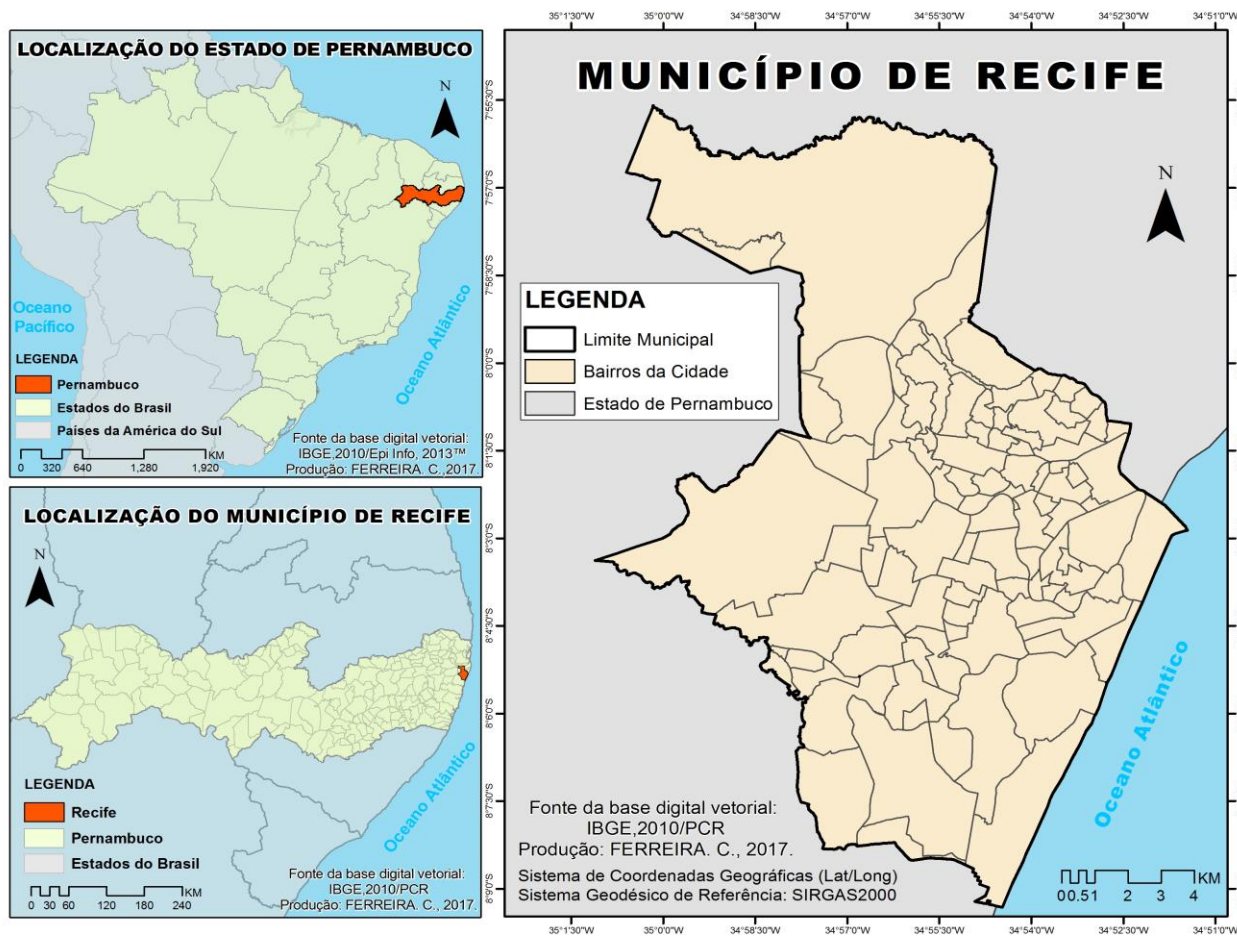 LOCALIZAÇÃO DO ESTADO DE PERNAMBUCO
N
Oceano
Pacífico
Oceano Atlântico
LEGENDA
Pernambuco
Estados do Brasil
Países da América do Sul
KM
0 320 640 1,280 1,920
Fonte da base digital vetorial:
IBGE,2010/Epi Info, 2013™
Produção: FERREIRA. C.,2017.
LOCALIZAÇÃO DO MUNICÍPIO DE RECIFE
N
Oceano Atlântico
LEGENDA
Recife
Pernambuco
Estados do Brasil
KM
0 30 60 120 180 240
Fonte da base digital vetorial:
IBGE,2010/PCR
Produção: FERREIRA. C., 2017.
35°1'30"W 35°0'0"W 34°58'30"W 34°57'0"W 34°55'30"W 34°54'0"W 34°52'30"W 34°51'0"W
MUNICÍPIO DE RECIFE
N
7°55'30"S
7°57'0"S
7°58'30"S
8°0'0"S
8°1'30"S
8°3'0"S
8°4'30"S
8°6'0"S
8°7'30"S
8°9'0"S
LEGENDA
Limite Municipal
Bairros da Cidade
Estado de Pernambuco
Oceano Atlântico
Fonte da base digital vetorial:
IBGE,2010/PCR
Produção: FERREIRA. C., 2017.
Sistema de Coordenadas Geográficas (Lat/Long)
Sistema Geodésico de Referência: SIRGAS2000
KM
0 0,5 1 2 3 4
35°1'30"W 35°0'0"W 34°58'30"W 34°57'0"W 34°55'30"W 34°54'0"W 34°52'30"W 34°51'0"W